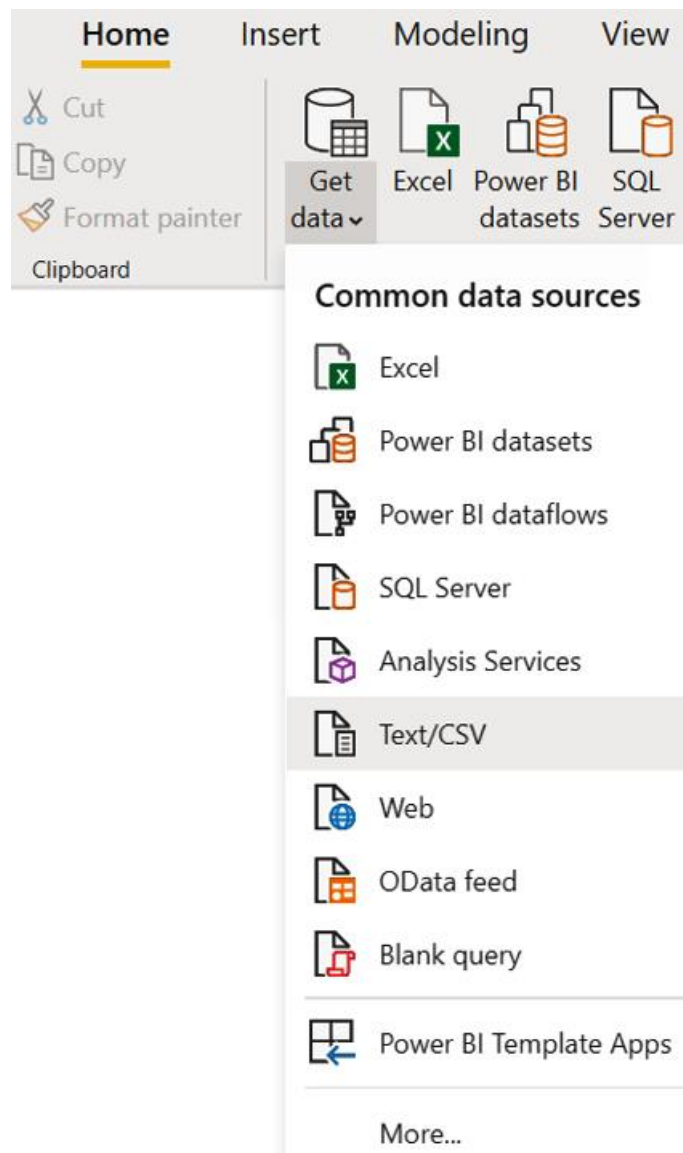 Home Insert Modeling View
Cut
Copy
Format painter
Clipboard
Get data
Excel
Power BI datasets
SQL Server
Common data sources
Excel
Power BI datasets
Power BI dataflows
SQL Server
Analysis Services
Text/CSV
Web
OData feed
Blank query
Power BI Template Apps
More...